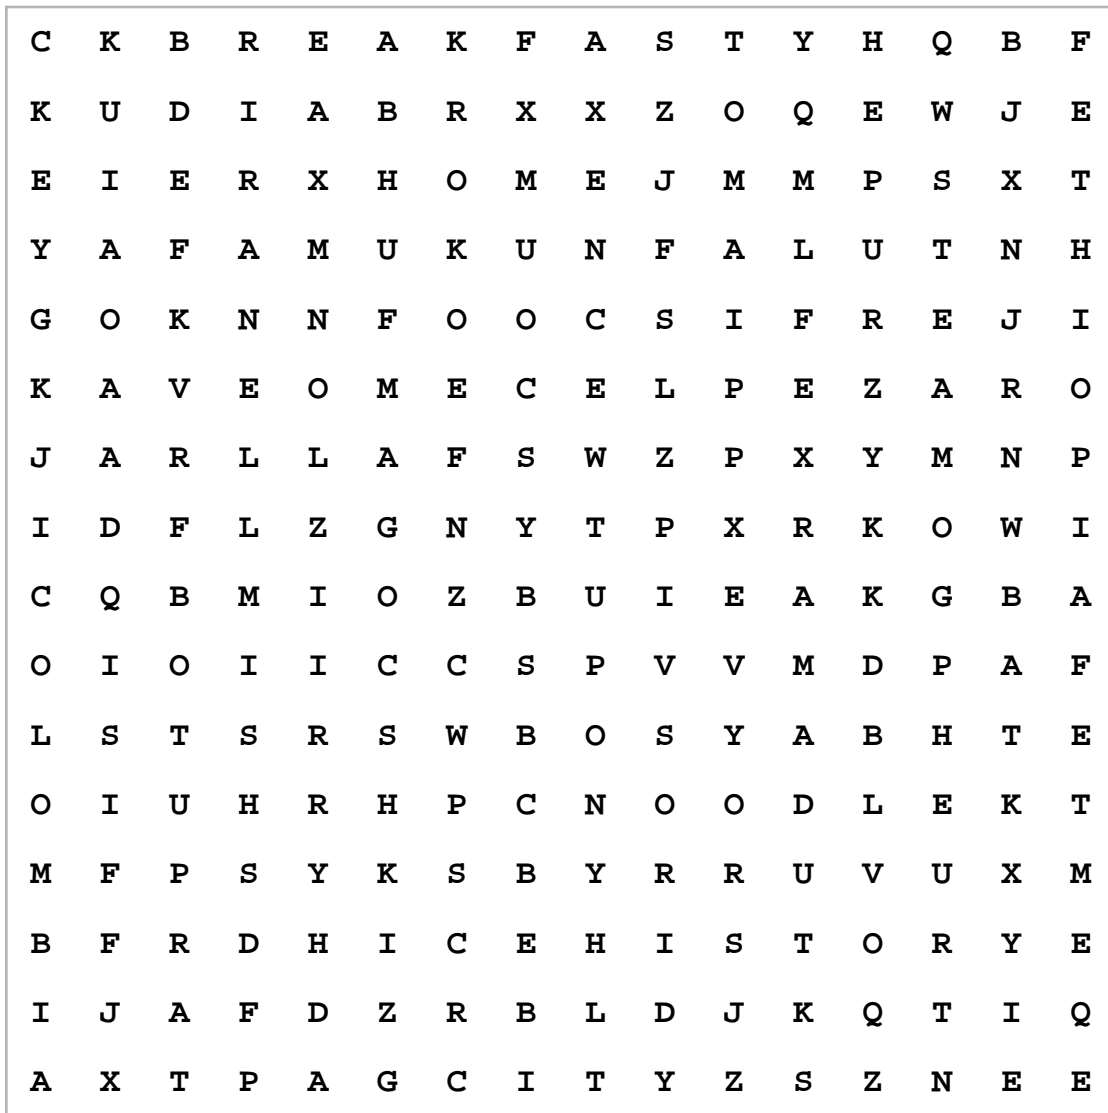 C K B R E A K F A S T Y H Q B F
K U D I A B R X X Z O Q E W J E
E I E R X H O M E J M M P S X T
Y A F A M U K U N F A L U T N H
G O K N N F O O C S I F R E J I
K A V E O M E C E L P E Z A R O
J A R L L A F S W Z P X Y M N P
I D F L Z G N Y T P X R K O W I
C Q B M I O Z B U I E A K G B A
O I O I I C C S P V V M D P A F
L S T S R S W B O S Y A B H T E
O I U H R H P C N O O D L E K T
M F P S Y K S B Y R R U V U X M
B F R D H I C E H I S T O R Y E
I J A F D Z R B L D J K Q T I Q
A X T P A G C I T Y Z S Z N E E